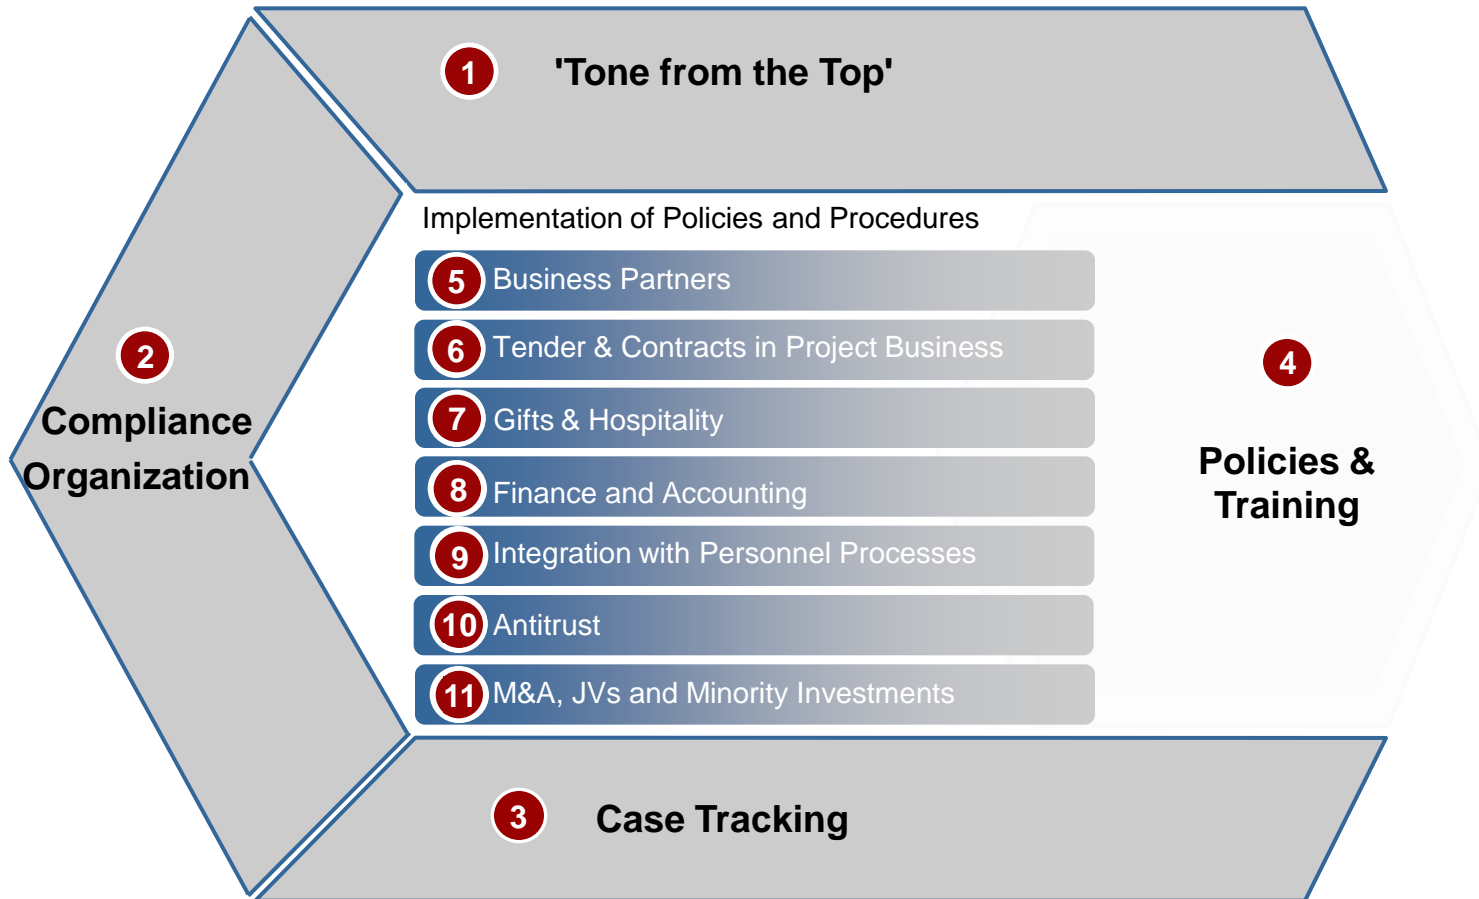 1 'Tone from the Top'
Implementation of Policies and Procedures
5 Business Partners
6 Tender & Contracts in Project Business
7 Gifts & Hospitality
8 Finance and Accounting
9 Integration with Personnel Processes
10 Antitrust
11 M&A, JVs and Minority Investments
2
Compliance
Organization
4
Policies &
Training
3 Case Tracking